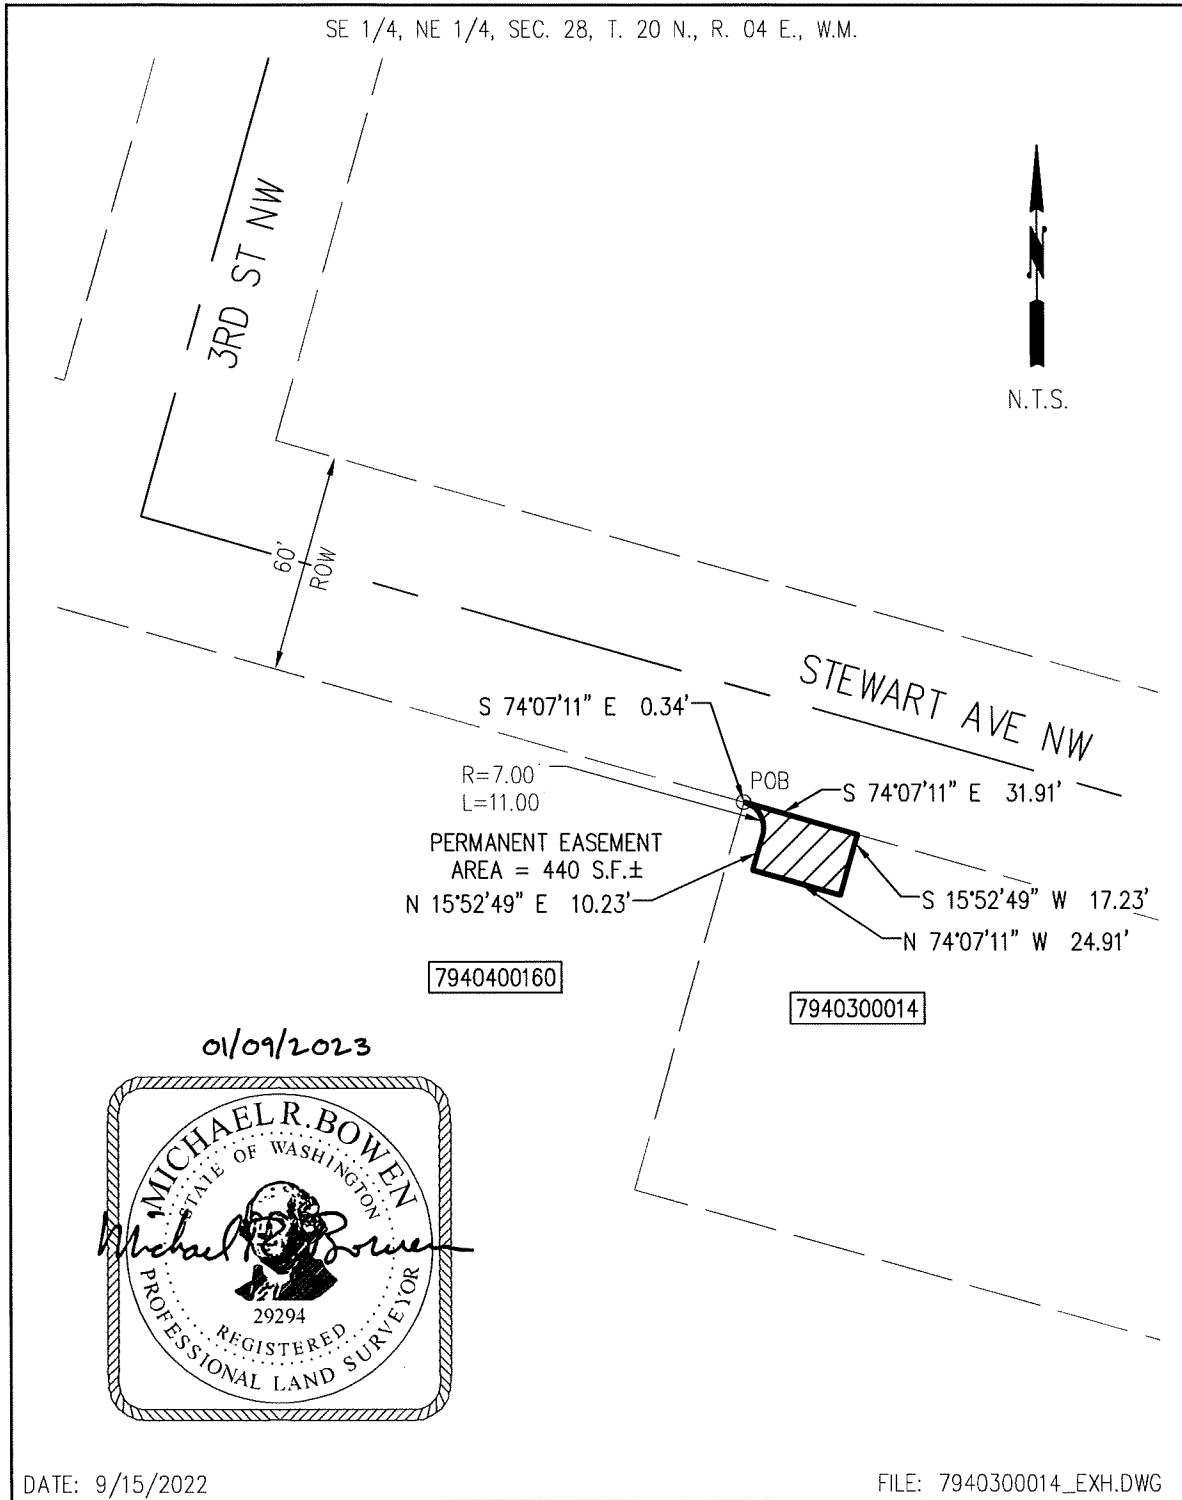 SE 1/4, NE 1/4, SEC. 28, T. 20 N., R. 04 E., W.M.
3RD ST NW
N
N.T.S.
60'
ROW
STEWART AVE NW
S 74°07'11" E 0.34'
POB
R=7.00
L=11.00
S 74°07'11" E 31.91'
PERMANENT EASEMENT
AREA = 440 S.F.±
N 15°52'49" E 10.23'
S 15°52'49" W 17.23'
N 74°07'11" W 24.91'
7940400160
7940300014
01/09/2023
MICHAEL R. BOWEN
STATE OF WASHINGTON
Michael R. Bowen
29294
REGISTERED
PROFESSIONAL LAND SURVEYOR
DATE: 9/15/2022
FILE: 7940300014_EXH.DWG